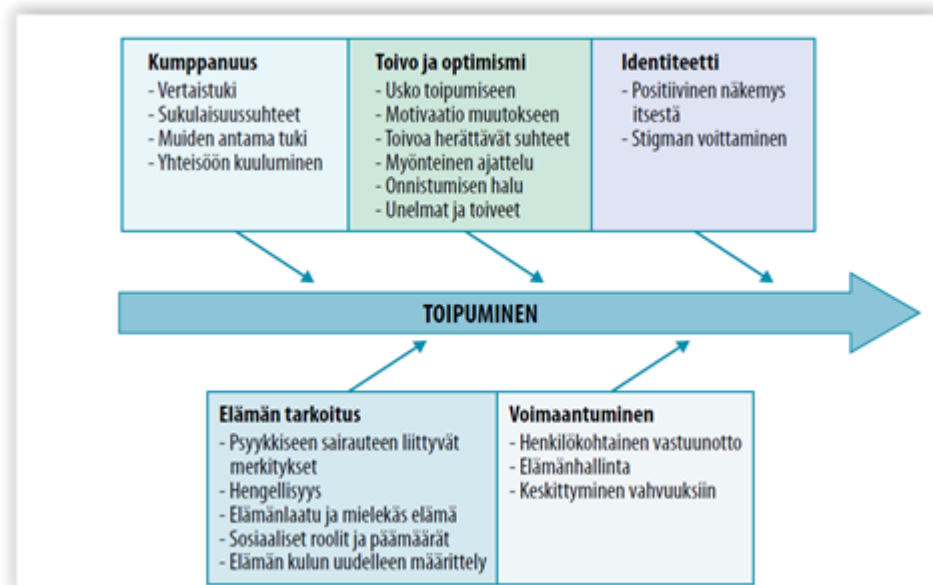 Kumppanuus
- Vertaistuki
- Sukulaisuussuhteet
- Muiden antama tuki
- Yhteisöön kuuluminen
Toivo ja optimismi
- Usko toipumiseen
- Motivaatio muutokseen
- Toivoa herättävät suhteet
- Myönteinen ajattelu
- Onnistumisen halu
- Unelmat ja toiveet
Identiteetti
- Positiivinen näkemys
itsestä
- Stigman voittaminen
TOIPUMINEN
Elämän tarkoitus
- Psyykkiseen sairauteen liittyvät
merkitykset
- Hengellisyys
- Elämänlaatu ja mielekäs elämä
- Sosiaaliset roolit ja päämäärät
- Elämän kulun uudelleen määrittely
Voimaantuminen
- Henkilökohtainen vastuunotto
- Elämänhallinta
- Keskittyminen vahvuuksiin